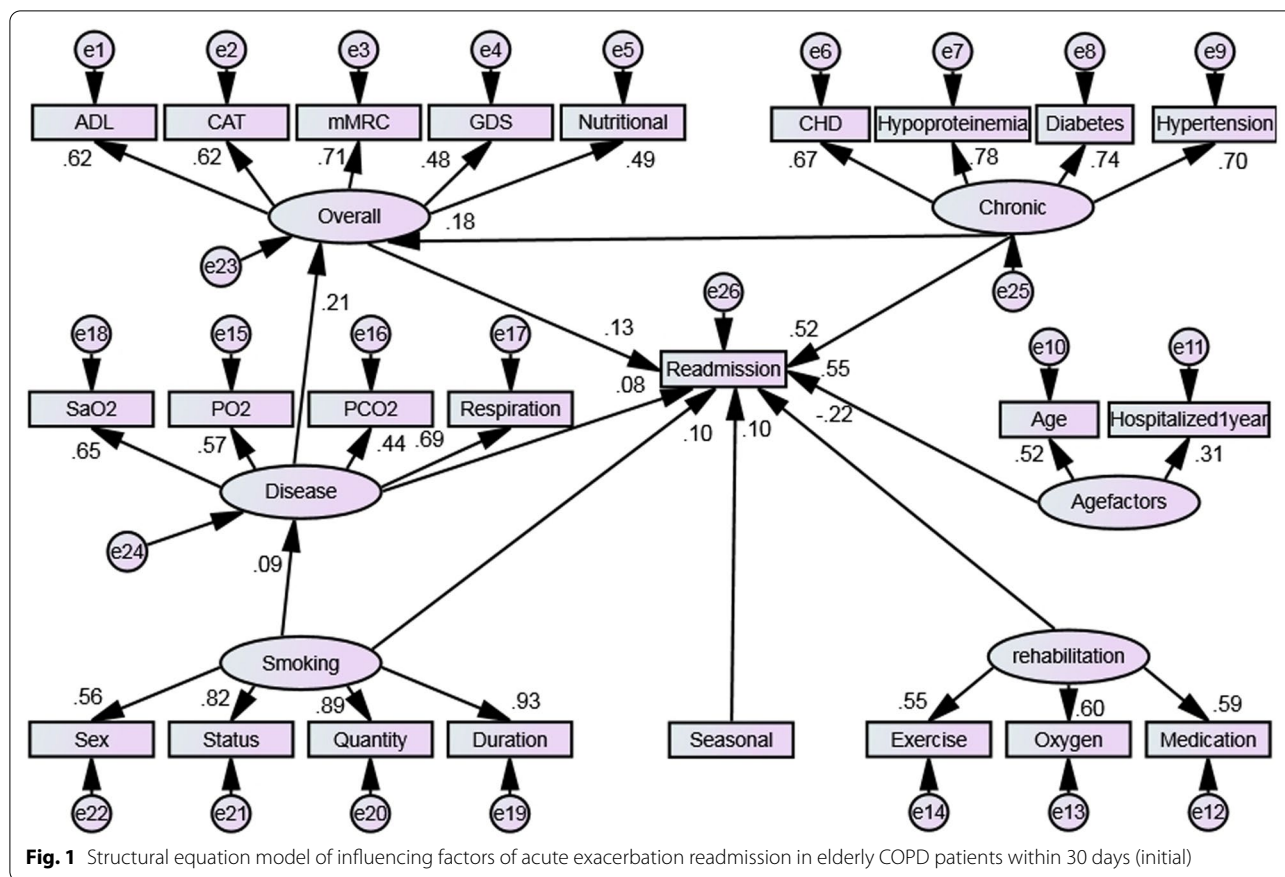 e1 e2 e3 e4 e5 e6 e7 e8 e9
ADL CAT mMRC GDS Nutritional CHD Hypoproteinemia Diabetes Hypertension
.62 .62 .71 .48 .49 .67 .78 .74 .70
Overall .18 Chronic
e23 e25
.21 e26
e18 e15 e16 e17 .13 .52 e10 e11
SaO2 PO2 PCO2 Respiration Readmission .55 Age Hospitalized1year
.65 .57 .44 .69 .08 .10 .10 -.22 .52 .31
Disease Agefactors
e24
.09
Smoking rehabilitation
.56 .82 .89 .93 .55 .60 .59
Sex Status Quantity Duration Seasonal Exercise Oxygen Medication
e22 e21 e20 e19 e14 e13 e12
Fig. 1 Structural equation model of influencing factors of acute exacerbation readmission in elderly COPD patients within 30 days (initial)